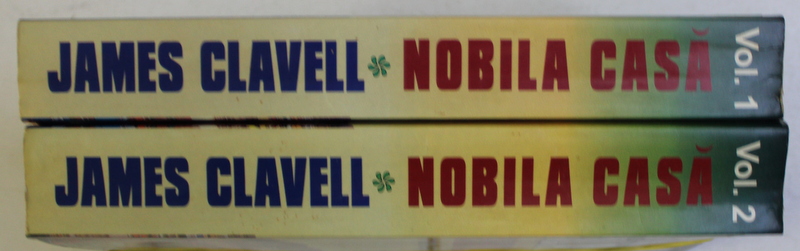 JAMES CLAVELL NOBILA CASĂ Vol. 1
JAMES CLAVELL NOBILA CASĂ Vol. 2